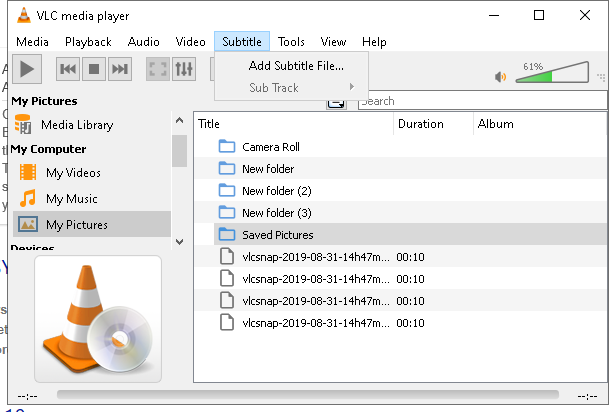 VLC media player
Media Playback Audio Video Subtitle Tools View Help
Add Subtitle File...
Sub Track
61%
My Pictures
Search
Media Library
Title Duration Album
My Computer
Camera Roll
My Videos
New folder
My Music
New folder (2)
My Pictures
New folder (3)
Devices
Saved Pictures
vlcsnap-2019-08-31-14h47m... 00:10
vlcsnap-2019-08-31-14h47m... 00:10
vlcsnap-2019-08-31-14h47m... 00:10
vlcsnap-2019-08-31-14h47m... 00:10
--:-- --:--